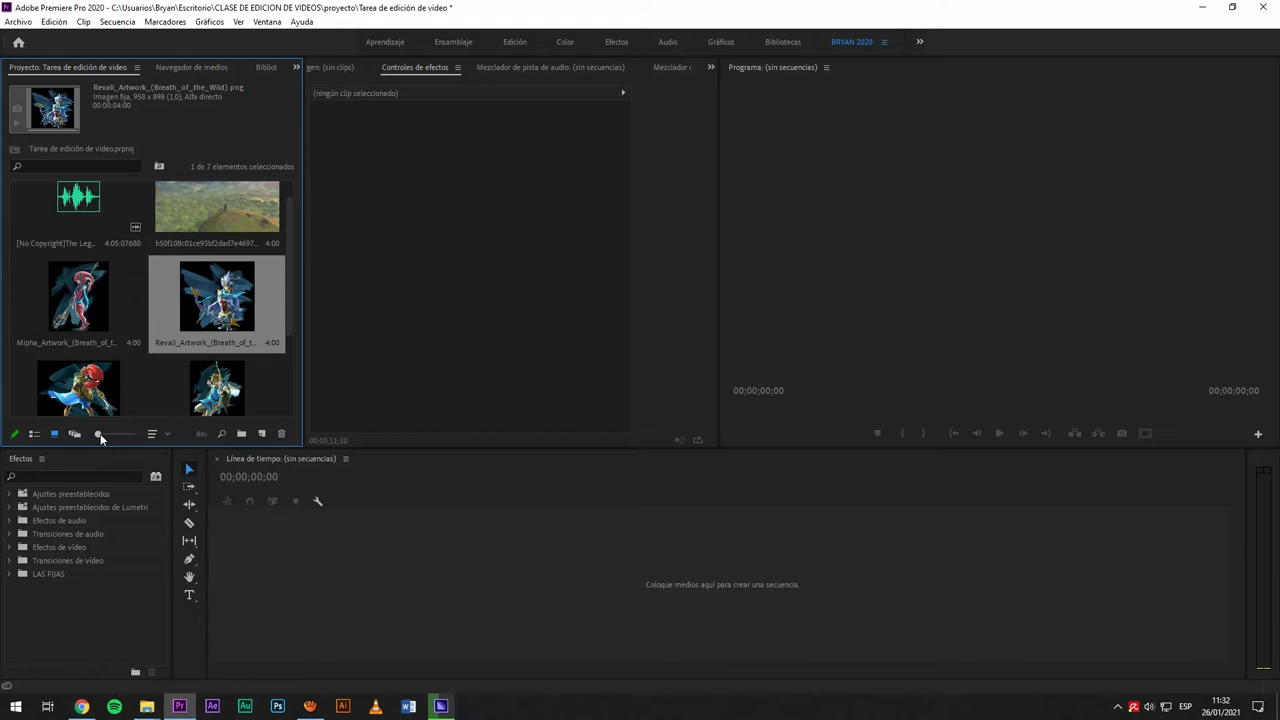 Adobe Premiere Pro 2020 - C:\Usuarios\Bryan\Escritorio\CLASE DE EDICION DE VIDEOS\proyecto\Tarea de edición de video *
Archivo Edición Clip Secuencia Marcadores Gráficos Ver Ventana Ayuda
Aprendizaje Ensamblaje Edición Color Efectos Audio Gráficos Bibliotecas BRYAN 2020
Proyecto: Tarea de edición de video Navegador de medios Bibliot
gen: (sin clips) Controles de efectos Mezclador de pista de audio: (sin secuencias) Mezclador
Programa: (sin secuencias)
Revali_Artwork_(Breath_of_the_Wild).png
Imagen fija, 958 x 898 (1,0), Alfa directo
00:00:04:00
(ningún clip seleccionado)
Tarea de edición de video.prproj
1 de 7 elementos seleccionados
[No Copyright]The Leg... 4:05:07680
b50f108c01ce93bf2dad7e4697... 4:00
Mipha_Artwork_(Breath_of_t... 4:00
Revali_Artwork_(Breath_of_t... 4:00
00;00;00;00 00;00;00;00
00;00;11;10
Efectos
Línea de tiempo: (sin secuencias)
00;00;00;00
Ajustes preestablecidos
Ajustes preestablecidos de Lumetri
Efectos de audio
Transiciones de audio
Efectos de vídeo
Transiciones de vídeo
LAS FIJAS
Coloque medios aquí para crear una secuencia.
T
Pr Ae Au Ps Ai W
ESP
11:32
26/01/2021